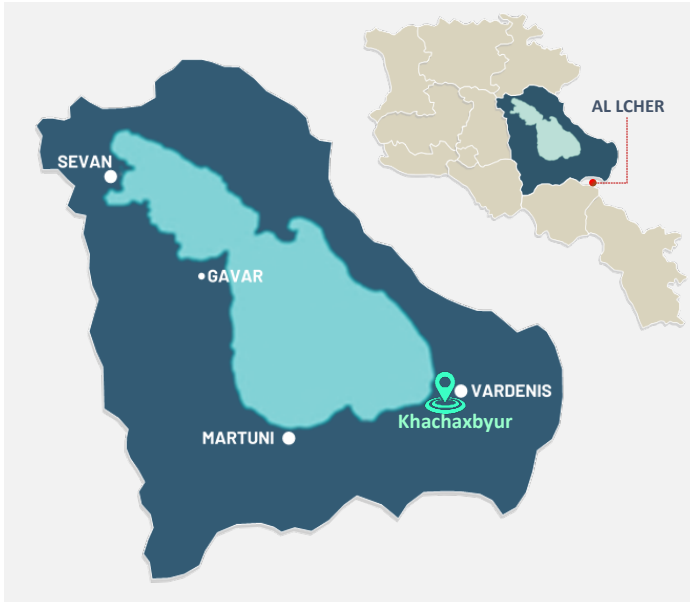 AL LCHER
SEVAN
GAVAR
VARDENIS
Khachaxbyur
MARTUNI